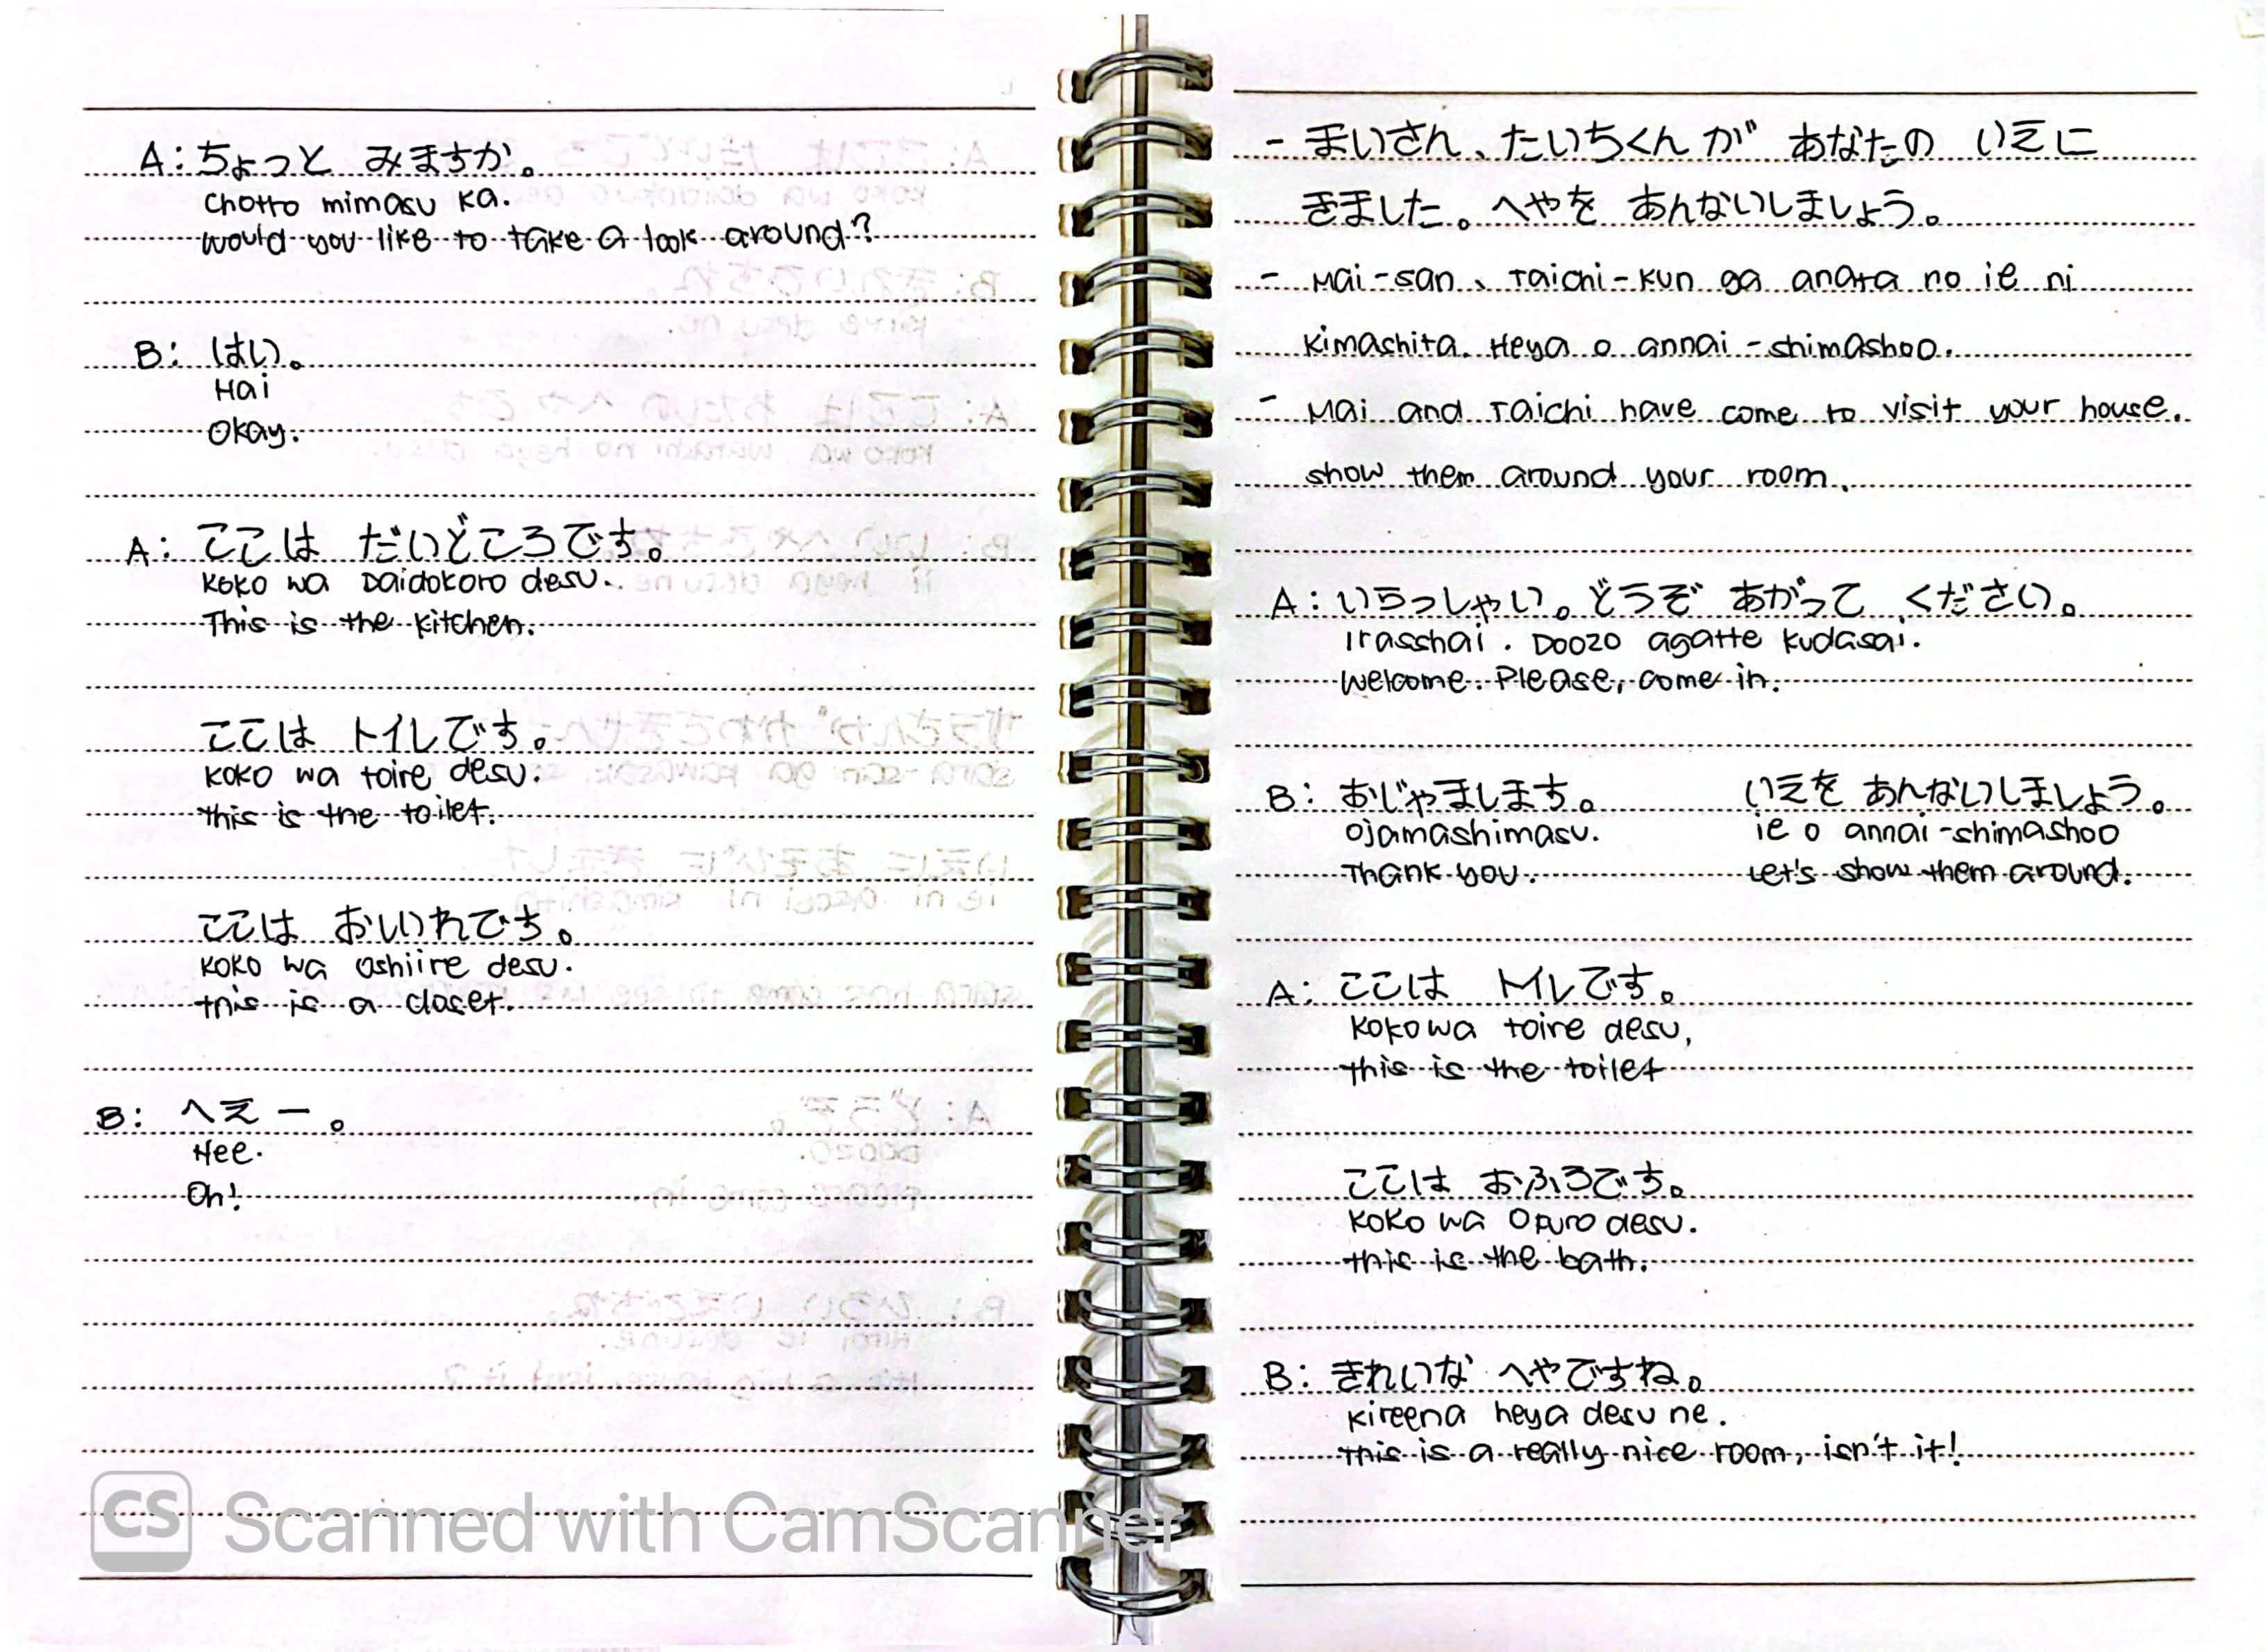 A: ちょっと みますか。
Chotto mimasu ka.
Would you like to take a look around?
B: はい。
Hai
Okay.
A: ここは だいどころです。
Koko wa Daidokoro desu.
This is the kitchen.
ここは トイレです。
Koko wa toire desu.
this is the toilet.
ここは おしいれです。
Koko wa oshiire desu.
this is a closet.
B: へえー。
Hee.
Oh!
- まいさん、たいちくんが あなたの いえに
きました。へやを あんないしましょう。
- Mai-san、Taichi-kun ga anata no ie ni
kimashita. Heya o annai-shimashoo.
- Mai and Taichi have come to visit your house.
show them around your room.
A: いらっしゃい。どうぞ あがって ください。
Irasshai. Doozo agatte kudasai.
Welcome. Please, come in.
B: おじゃまします。 いえを あんないしましょう。
Ojamashimasu. ie o annai-shimashoo
Thank you. Let's show them around.
A: ここは トイレです。
Koko wa toire desu,
this is the toilet
ここは おふろです。
Koko wa Ofuro desu.
this is the bath.
B: きれいな へやですね。
Kireena heya desu ne.
This is a really nice room, isn't it!
CS Scanned with CamScanner